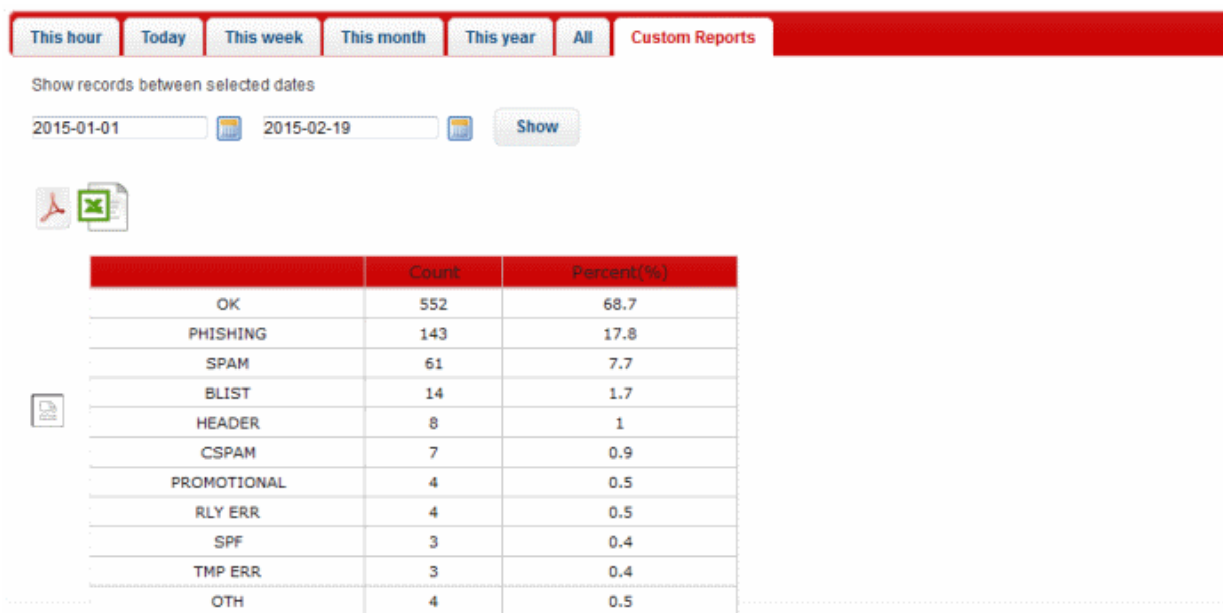 This hour Today This week This month This year All Custom Reports
Show records between selected dates
2015-01-01 2015-02-19 Show
Count Percent(%)
OK 552 68.7
PHISHING 143 17.8
SPAM 61 7.7
BLIST 14 1.7
HEADER 8 1
CSPAM 7 0.9
PROMOTIONAL 4 0.5
RLY ERR 4 0.5
SPF 3 0.4
TMP ERR 3 0.4
OTH 4 0.5